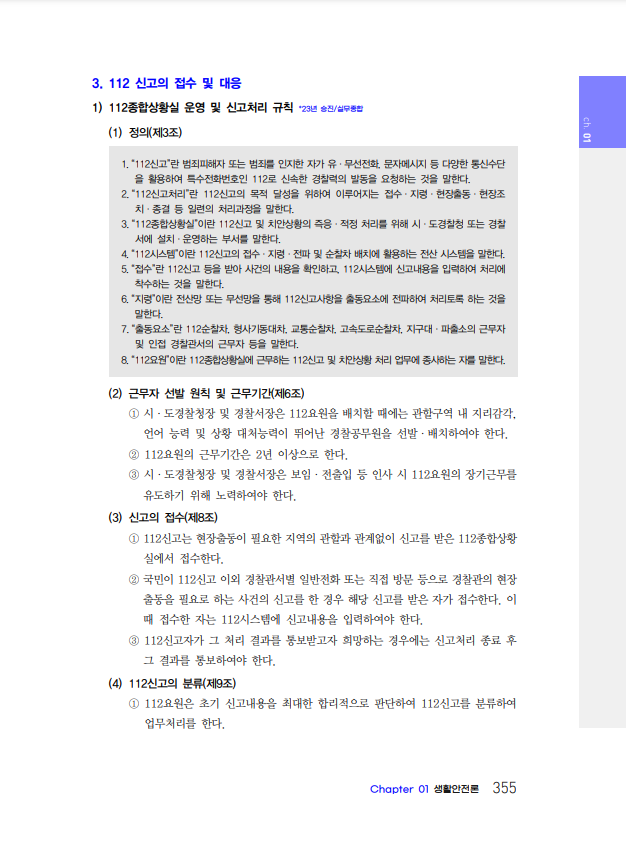 3. 112 신고의 접수 및 대응
1) 112종합상황실 운영 및 신고처리 규칙 *23년 승진/실무종합
(1) 정의(제3조)
1. “112신고”란 범죄피해자 또는 범죄를 인지한 자가 유·무선전화, 문자메시지 등 다양한 통신수단
을 활용하여 특수전화번호인 112로 신속한 경찰력의 발동을 요청하는 것을 말한다.
2. “112신고처리”란 112신고의 목적 달성을 위하여 이루어지는 접수·지령·현장출동·현장조
치·종결 등 일련의 처리과정을 말한다.
3. “112종합상황실”이란 112신고 및 치안상황의 즉응·적정 처리를 위해 시·도경찰청 또는 경찰
서에 설치·운영하는 부서를 말한다.
4. “112시스템”이란 112신고의 접수·지령·전파 및 순찰차 배치에 활용하는 전산 시스템을 말한다.
5. “접수”란 112신고 등을 받아 사건의 내용을 확인하고, 112시스템에 신고내용을 입력하여 처리에
착수하는 것을 말한다.
6. “지령”이란 전산망 또는 무선망을 통해 112신고사항을 출동요소에 전파하여 처리토록 하는 것을
말한다.
7. “출동요소”란 112순찰차, 형사기동대차, 교통순찰차, 고속도로순찰차, 지구대·파출소의 근무자
및 인접 경찰관서의 근무자 등을 말한다.
8. “112요원”이란 112종합상황실에 근무하는 112신고 및 치안상황 처리 업무에 종사하는 자를 말한다.
(2) 근무자 선발 원칙 및 근무기간(제6조)
① 시·도경찰청장 및 경찰서장은 112요원을 배치할 때에는 관할구역 내 지리감각,
언어 능력 및 상황 대처능력이 뛰어난 경찰공무원을 선발·배치하여야 한다.
② 112요원의 근무기간은 2년 이상으로 한다.
③ 시·도경찰청장 및 경찰서장은 보임·전출입 등 인사 시 112요원의 장기근무를
유도하기 위해 노력하여야 한다.
(3) 신고의 접수(제8조)
① 112신고는 현장출동이 필요한 지역의 관할과 관계없이 신고를 받은 112종합상황
실에서 접수한다.
② 국민이 112신고 이외 경찰관서별 일반전화 또는 직접 방문 등으로 경찰관의 현장
출동을 필요로 하는 사건의 신고를 한 경우 해당 신고를 받은 자가 접수한다. 이
때 접수한 자는 112시스템에 신고내용을 입력하여야 한다.
③ 112신고자가 그 처리 결과를 통보받고자 희망하는 경우에는 신고처리 종료 후
그 결과를 통보하여야 한다.
(4) 112신고의 분류(제9조)
① 112요원은 초기 신고내용을 최대한 합리적으로 판단하여 112신고를 분류하여
업무처리를 한다.
ch. 01
Chapter 01 생활안전론 355